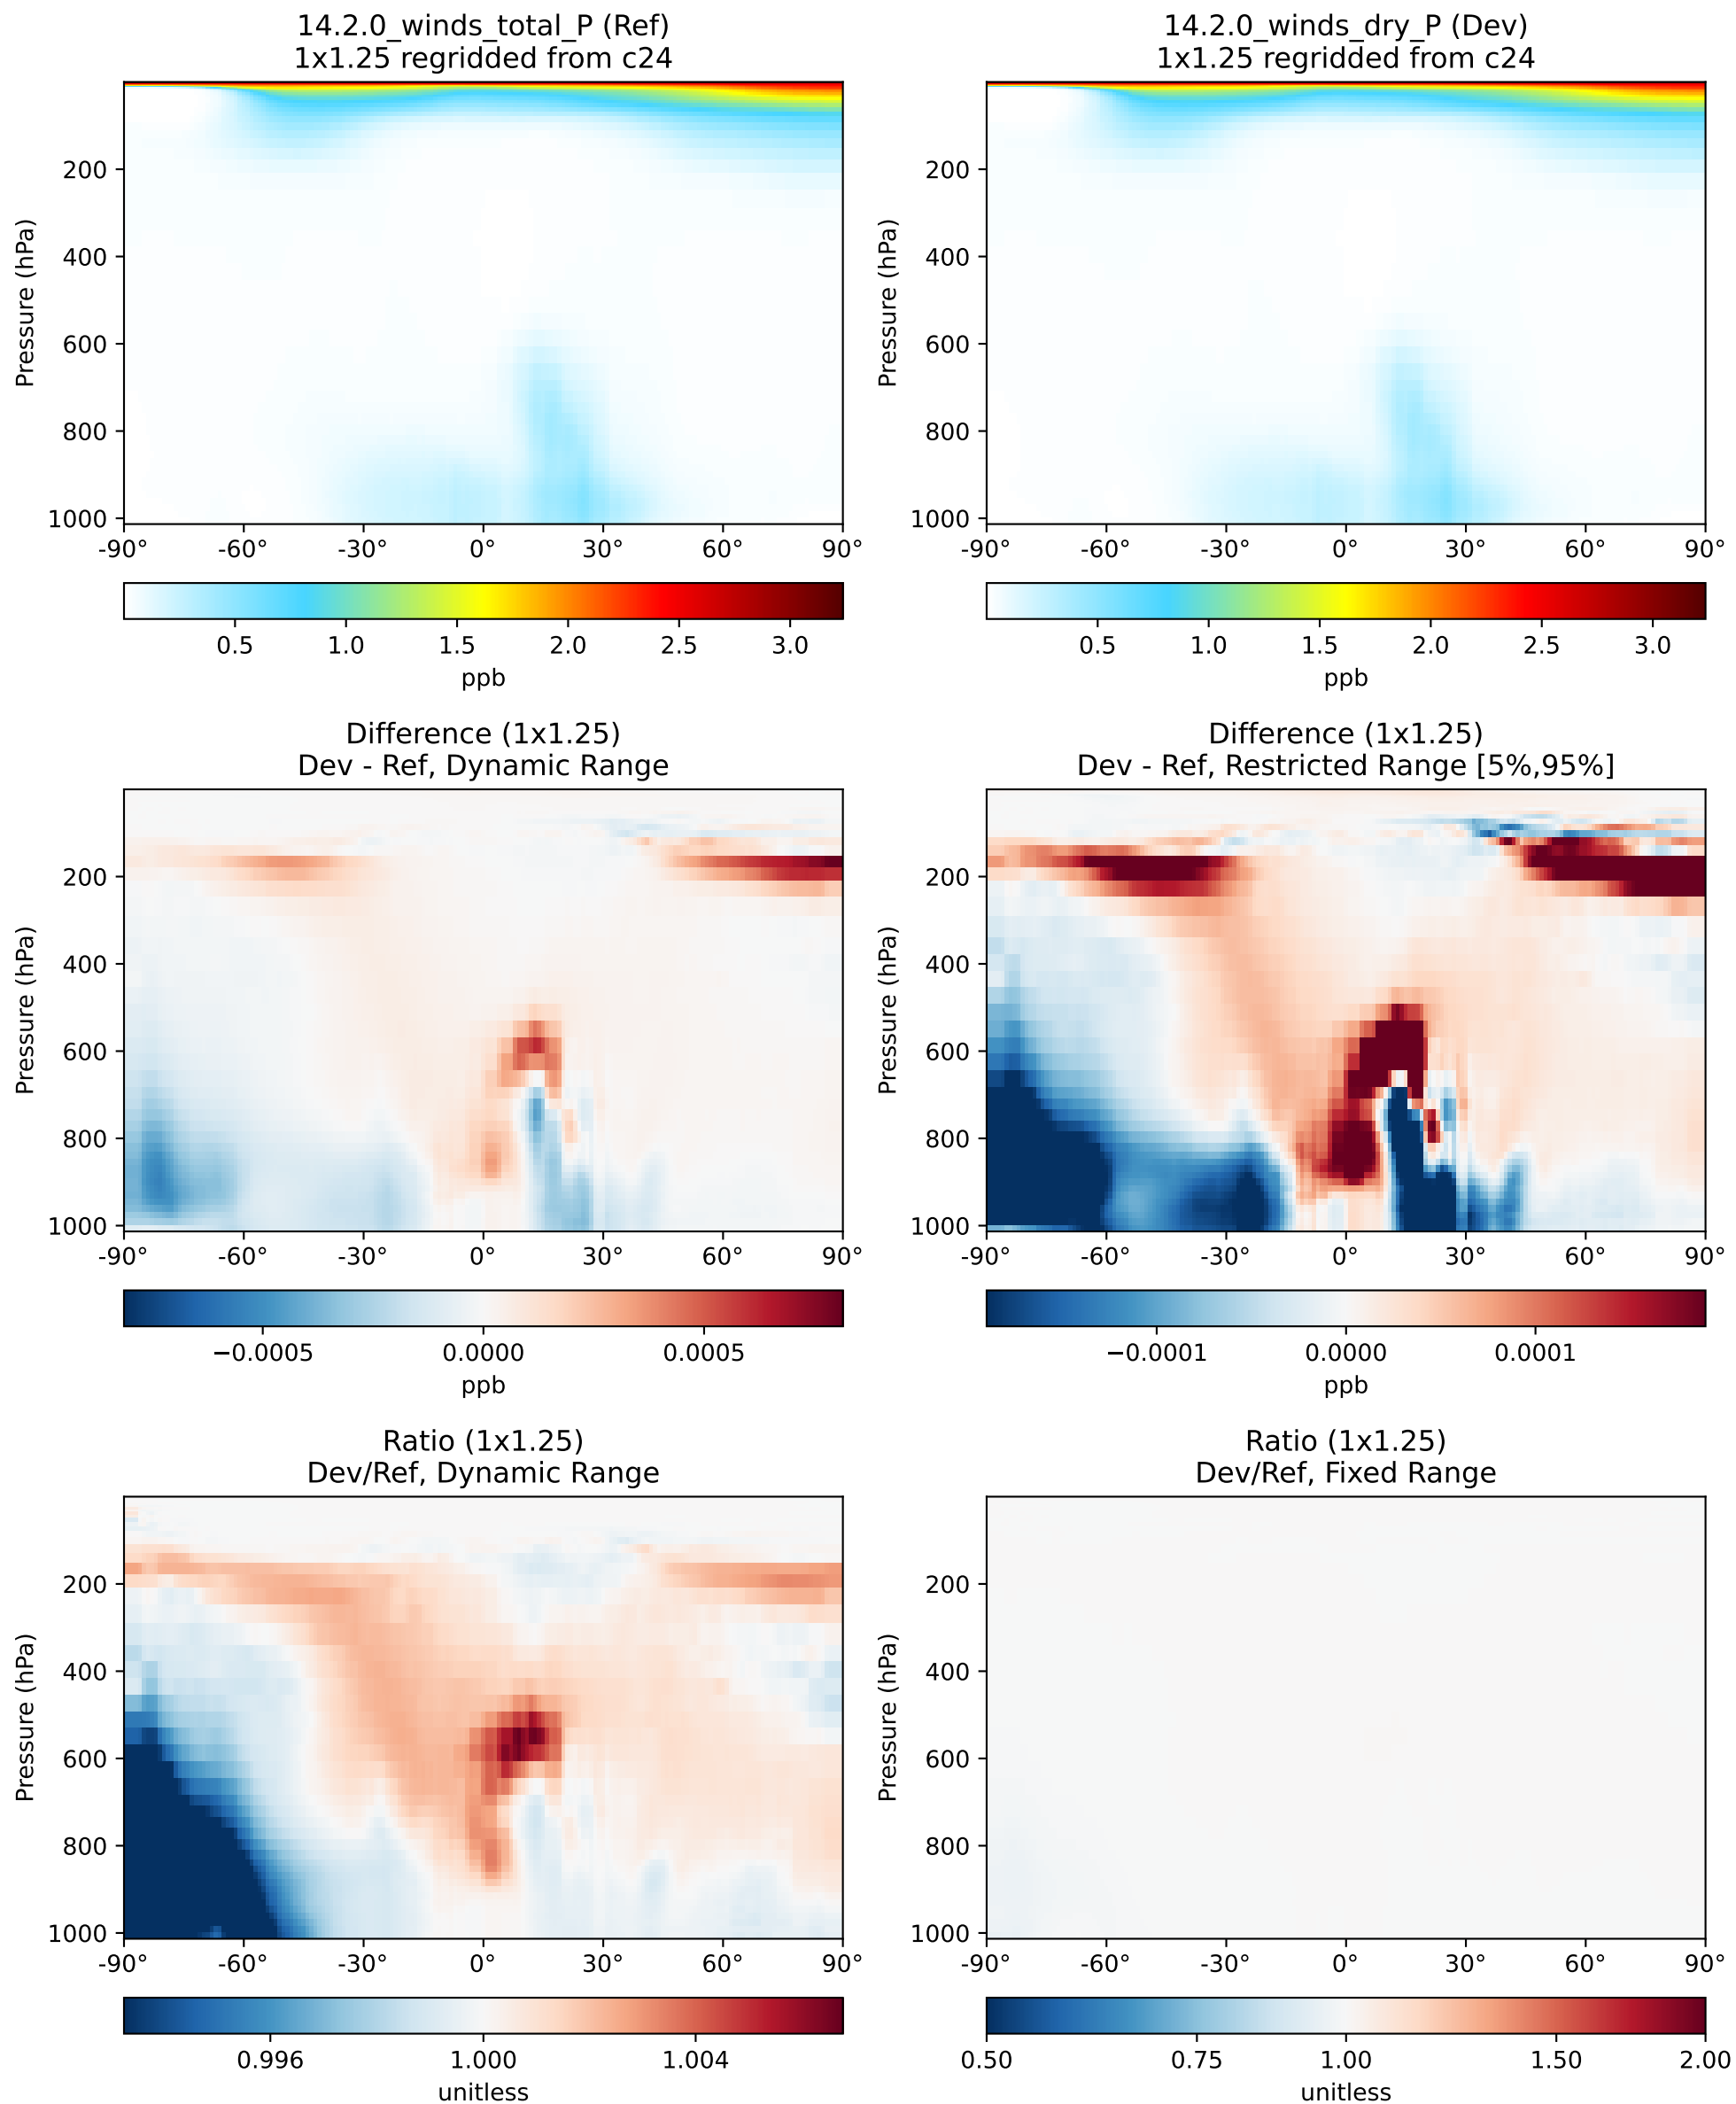 14.2.0_winds_total_P (Ref)
1x1.25 regridded from c24
Pressure (hPa)
200
400
600
800
1000
-90° -60° -30° 0° 30° 60° 90°
0.5 1.0 1.5 2.0 2.5 3.0
ppb
14.2.0_winds_dry_P (Dev)
1x1.25 regridded from c24
Pressure (hPa)
200
400
600
800
1000
-90° -60° -30° 0° 30° 60° 90°
0.5 1.0 1.5 2.0 2.5 3.0
ppb
Difference (1x1.25)
Dev - Ref, Dynamic Range
Pressure (hPa)
200
400
600
800
1000
-90° -60° -30° 0° 30° 60° 90°
−0.0005 0.0000 0.0005
ppb
Difference (1x1.25)
Dev - Ref, Restricted Range [5%,95%]
Pressure (hPa)
200
400
600
800
1000
-90° -60° -30° 0° 30° 60° 90°
−0.0001 0.0000 0.0001
ppb
Ratio (1x1.25)
Dev/Ref, Dynamic Range
Pressure (hPa)
200
400
600
800
1000
-90° -60° -30° 0° 30° 60° 90°
0.996 1.000 1.004
unitless
Ratio (1x1.25)
Dev/Ref, Fixed Range
Pressure (hPa)
200
400
600
800
1000
-90° -60° -30° 0° 30° 60° 90°
0.50 0.75 1.00 1.50 2.00
unitless